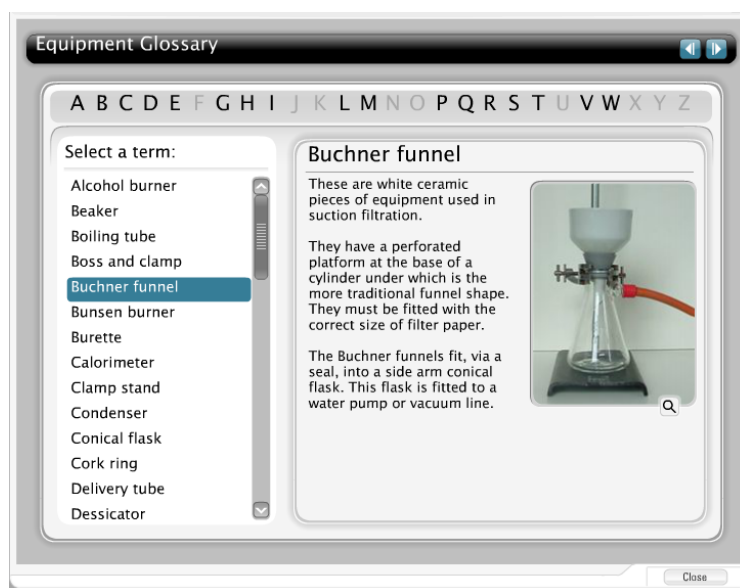 Equipment Glossary
A B C D E F G H I J K L M N O P Q R S T U V W X Y Z
Select a term:
Alcohol burner
Beaker
Boiling tube
Boss and clamp
Buchner funnel
Bunsen burner
Burette
Calorimeter
Clamp stand
Condenser
Conical flask
Cork ring
Delivery tube
Dessicator
Buchner funnel
These are white ceramic
pieces of equipment used in
suction filtration.
They have a perforated
platform at the base of a
cylinder under which is the
more traditional funnel shape.
They must be fitted with the
correct size of filter paper.
The Buchner funnels fit, via a
seal, into a side arm conical
flask. This flask is fitted to a
water pump or vacuum line.
Close